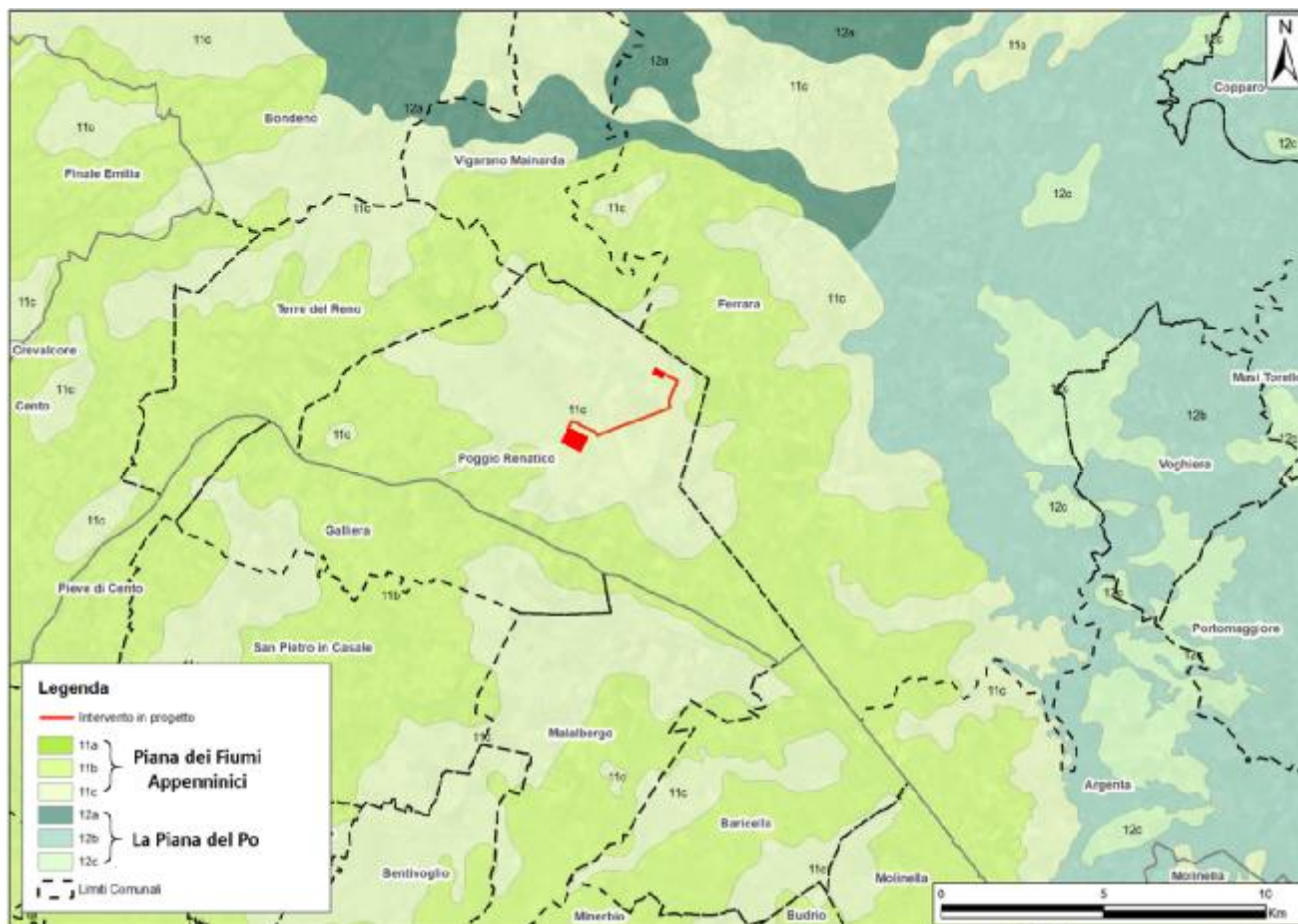 11c
12a
11a
12c
N
12a
Copparo
11c
12a
11c
Bondeno
Vigarano Mainarda
12c
Finale Emilia
12c
11c
11c
11c
Ferrara
Terre del Reno
11c
Crevalcore
Masi Torello
Cento
11c
11c
12b
11c
Poggio Renatico
Voghiera
12c
11c
Galliera
Pieve di Cento
11b
12c
Portomaggiore
San Pietro in Casale
11c
Malalbergo
11c
11c
Argenta
Baricella
12c
Bentivoglio
11c
Molinella
Molinella
Minerbio
Budrio
Legenda
Intervento in progetto
11a
11b
11c
Piana dei Fiumi
Appenninici
12a
12b
12c
La Piana del Po
Limiti Comunali
0 5 10
Km